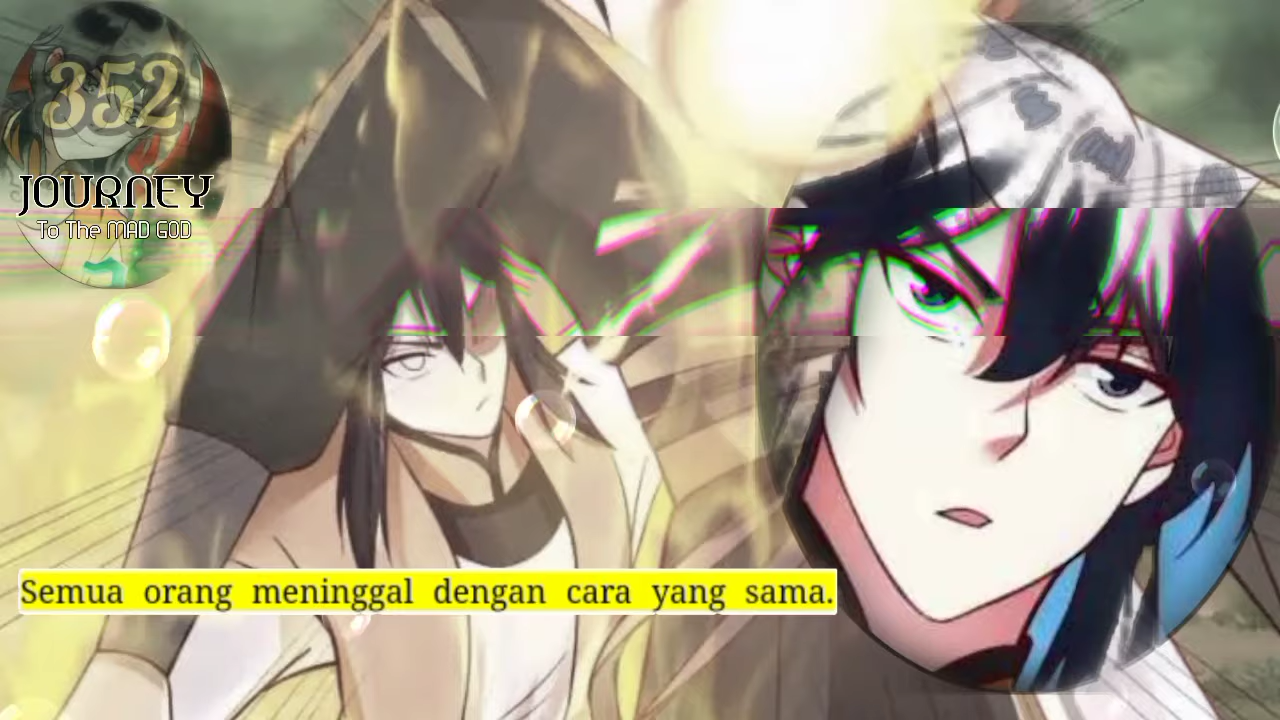 352
JOURNEY
To The MAD GOD
Semua orang meninggal dengan cara yang sama.